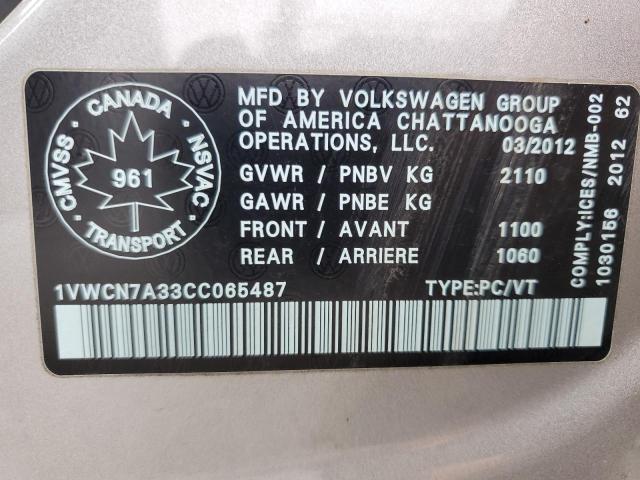 CANADA
CMVSS
961
NSVAC
TRANSPORT
MFD BY VOLKSWAGEN GROUP
OF AMERICA CHATTANOOGA
OPERATIONS, LLC. 03/2012
GVWR / PNBV KG 2110
GAWR / PNBE KG
FRONT / AVANT 1100
REAR / ARRIERE 1060
1VWCN7A33CC065487 TYPE:PC/VT
COMPLY:ICES/NMB-002
1030156 2012 62